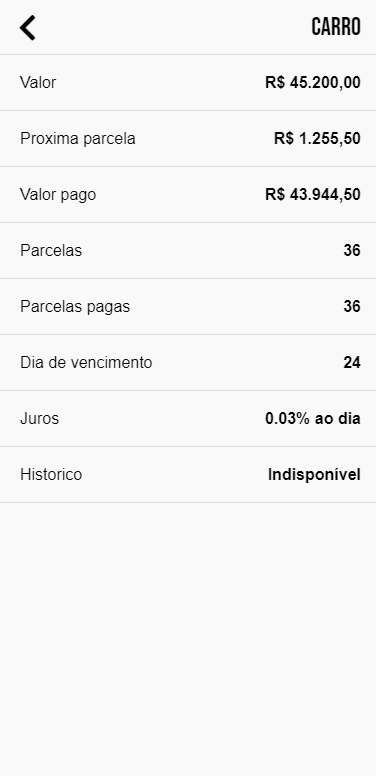 CARRO
Valor R$ 45.200,00
Proxima parcela R$ 1.255,50
Valor pago R$ 43.944,50
Parcelas 36
Parcelas pagas 36
Dia de vencimento 24
Juros 0.03% ao dia
Historico Indisponível